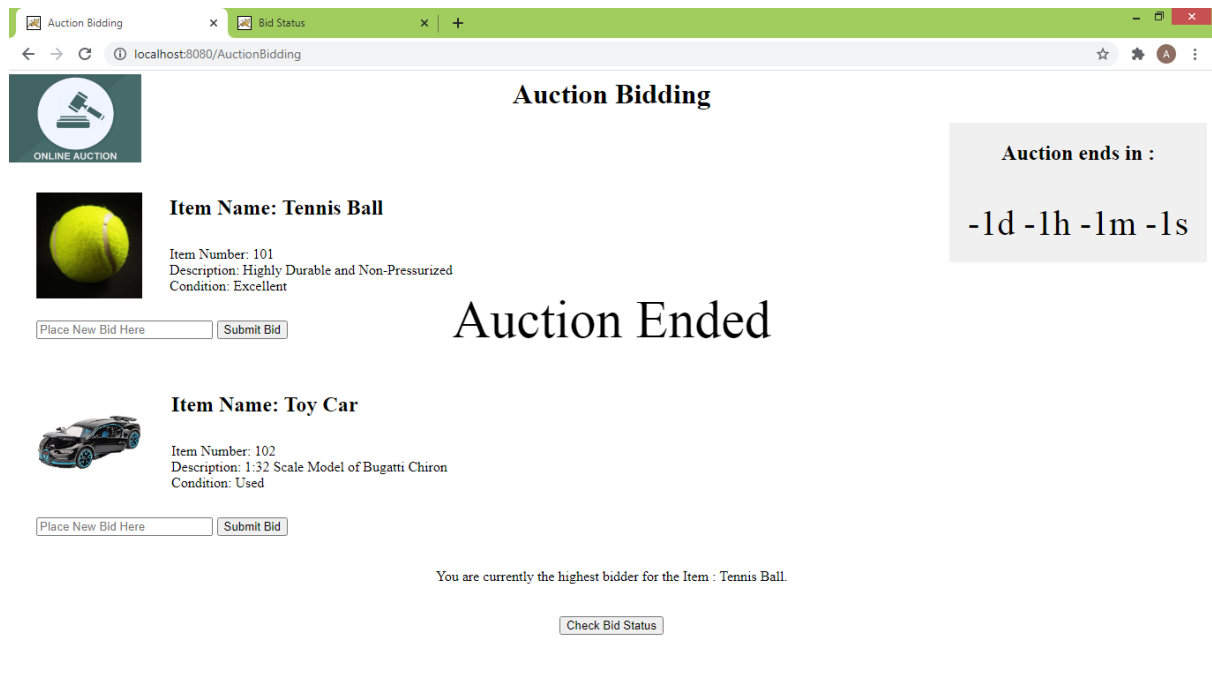 Auction Bidding
Bid Status
localhost:8080/AuctionBidding
A
Auction Bidding
ONLINE AUCTION
Auction ends in :
-1d -1h -1m -1s
Item Name: Tennis Ball
Item Number: 101
Description: Highly Durable and Non-Pressurized
Condition: Excellent
Auction Ended
Place New Bid Here
Submit Bid
Item Name: Toy Car
Item Number: 102
Description: 1:32 Scale Model of Bugatti Chiron
Condition: Used
Place New Bid Here
Submit Bid
You are currently the highest bidder for the Item : Tennis Ball.
Check Bid Status